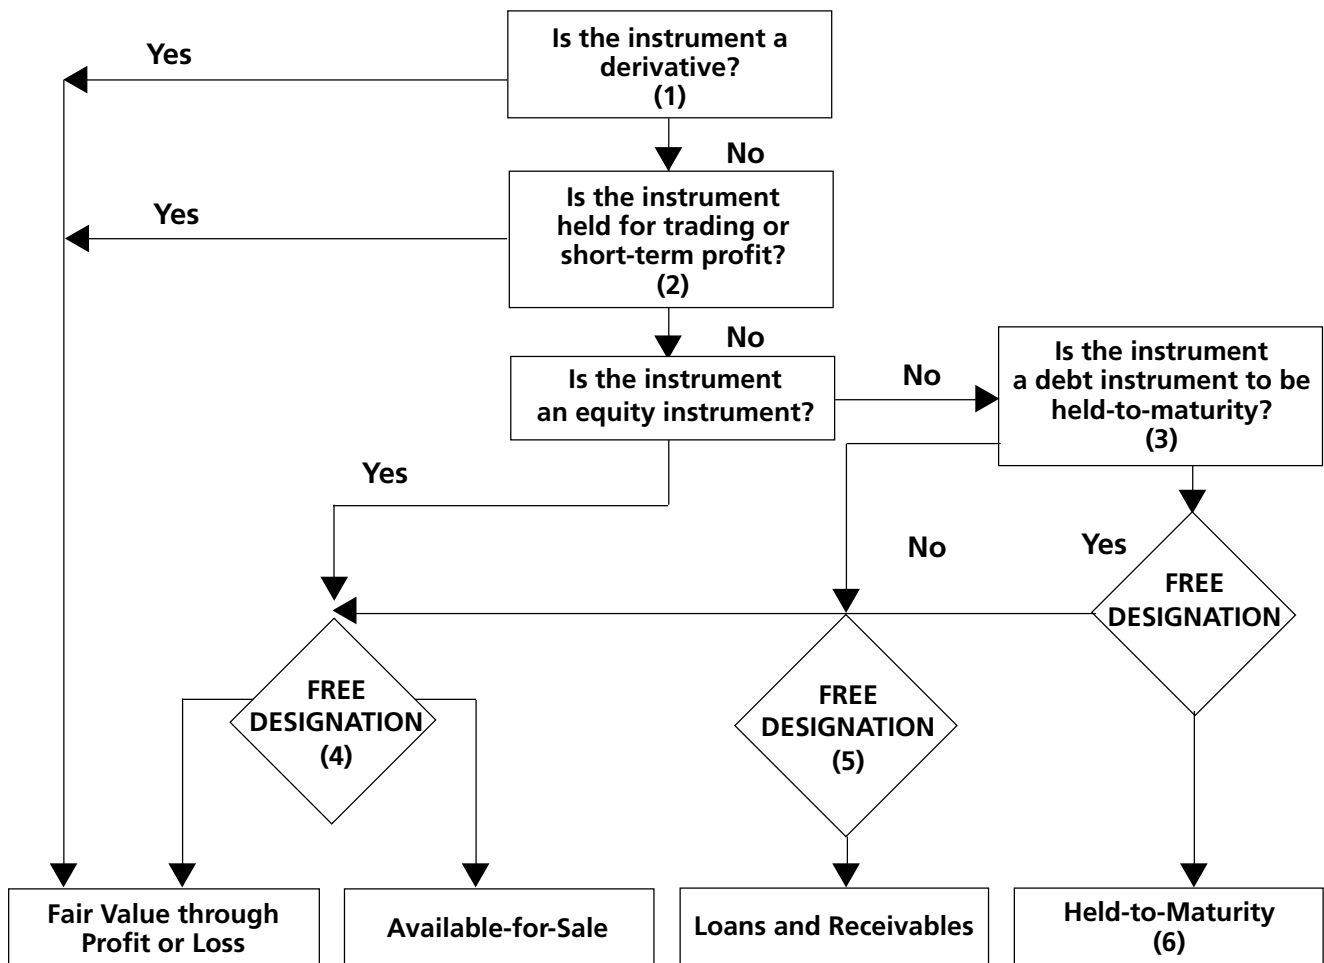 Is the instrument a
derivative?
(1)
Yes
No
Is the instrument
held for trading or
short-term profit?
(2)
Yes
No
Is the instrument
an equity instrument?
No
Is the instrument
a debt instrument to be
held-to-maturity?
(3)
Yes
No
Yes
FREE
DESIGNATION
FREE
DESIGNATION
(4)
FREE
DESIGNATION
(5)
Fair Value through
Profit or Loss
Available-for-Sale
Loans and Receivables
Held-to-Maturity
(6)